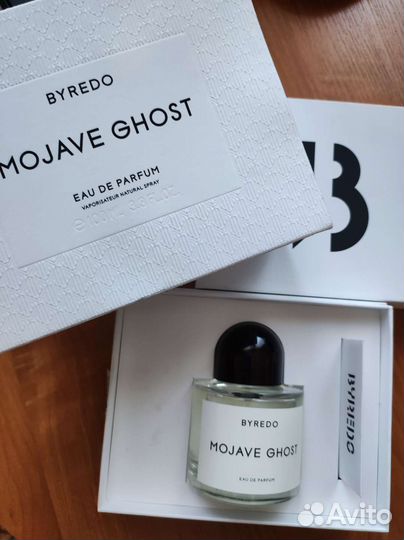 BYREDO
MOJAVE GHOST
EAU DE PARFUM
VAPORISATEUR NATURAL SPRAY
B
BYREDO
MOJAVE GHOST
EAU DE PARFUM
BYREDO
Avito